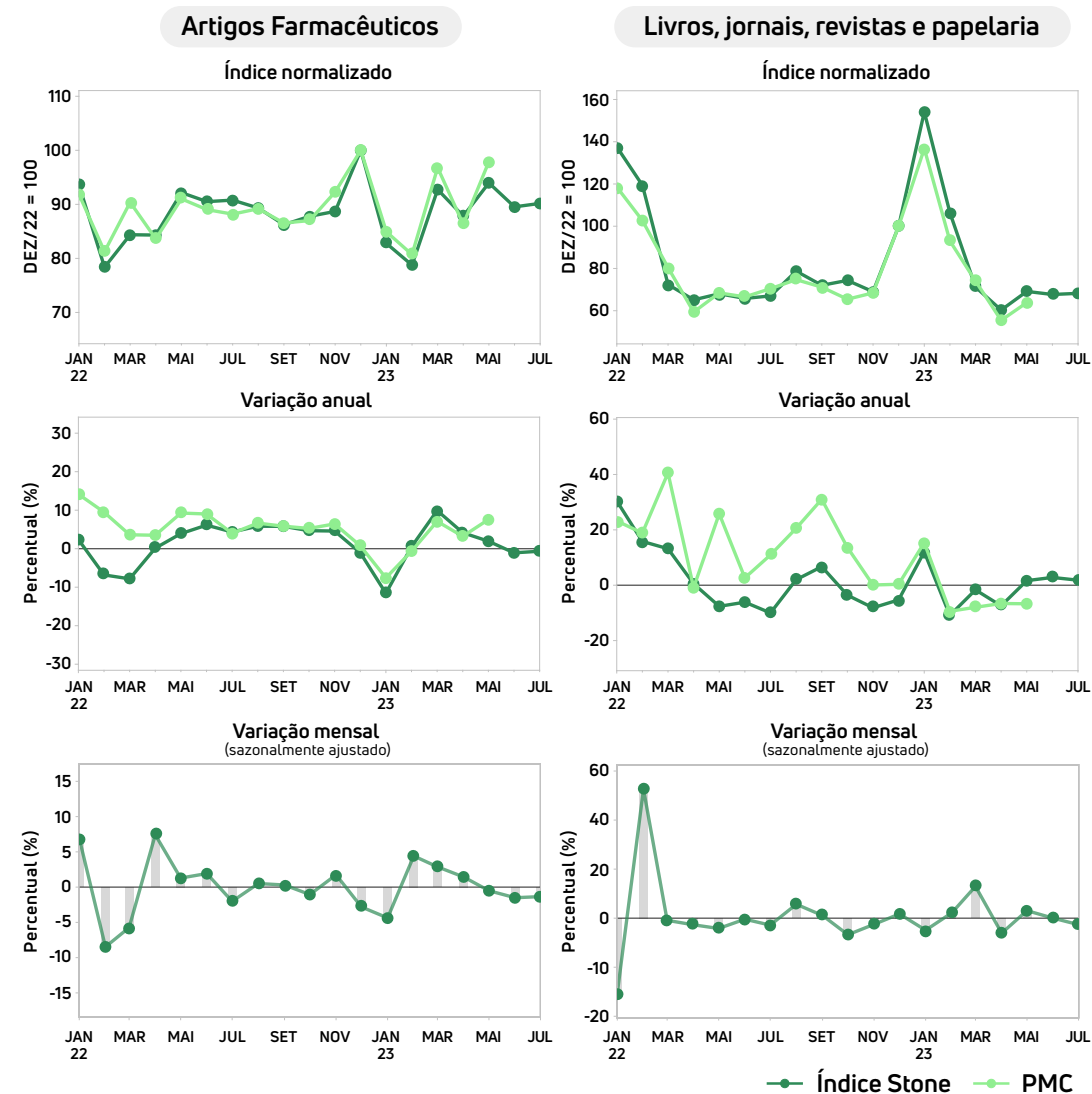 Artigos Farmacêuticos
Índice normalizado
DEZ/22 = 100
110
100
90
80
70
JAN MAR MAI JUL SET NOV JAN MAR MAI JUL
22 23
Variação anual
Percentual (%)
30
20
10
0
-10
-20
-30
JAN MAR MAI JUL SET NOV JAN MAR MAI JUL
22 23
Variação mensal
(sazonalmente ajustado)
Percentual (%)
15
10
5
0
-5
-10
-15
JAN MAR MAI JUL SET NOV JAN MAR MAI JUL
22 23
Livros, jornais, revistas e papelaria
Índice normalizado
DEZ/22 = 100
160
140
120
100
80
60
JAN MAR MAI JUL SET NOV JAN MAR MAI JUL
22 23
Variação anual
Percentual (%)
60
40
20
0
-20
JAN MAR MAI JUL SET NOV JAN MAR MAI JUL
22 23
Variação mensal
(sazonalmente ajustado)
Percentual (%)
60
40
20
0
-10
-20
JAN MAR MAI JUL SET NOV JAN MAR MAI JUL
22 23
Índice Stone PMC